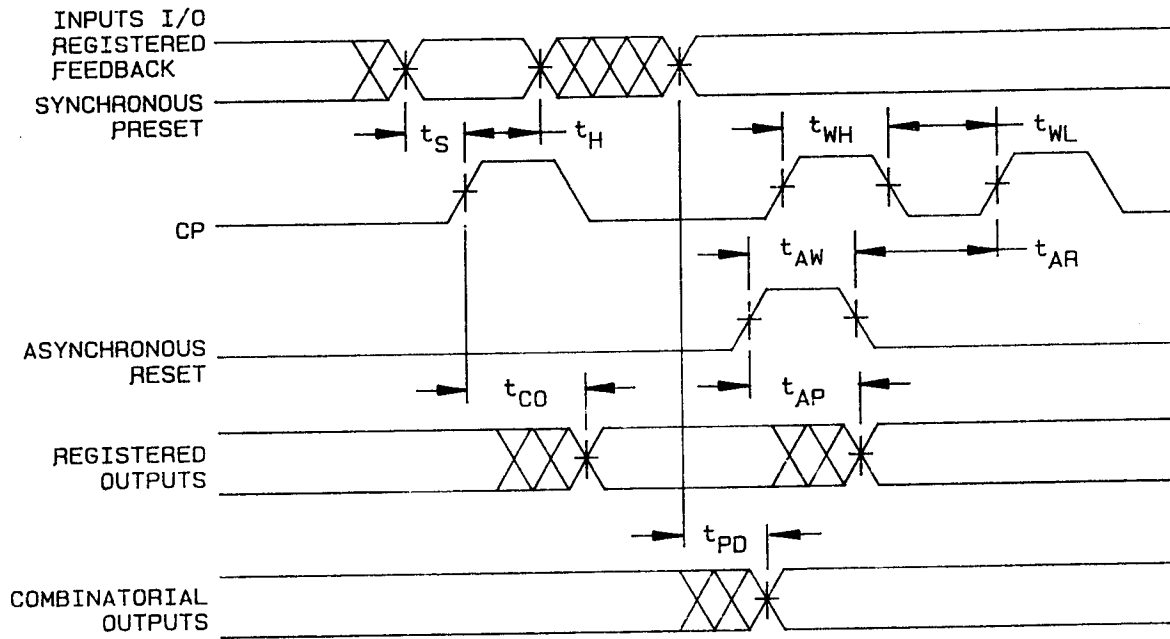 INPUTS I/O
REGISTERED
FEEDBACK
SYNCHRONOUS
PRESET
tS
tH
tWH
tWL
CP
tAW
tAR
ASYNCHRONOUS
RESET
tCO
tAP
REGISTERED
OUTPUTS
tPD
COMBINATORIAL
OUTPUTS